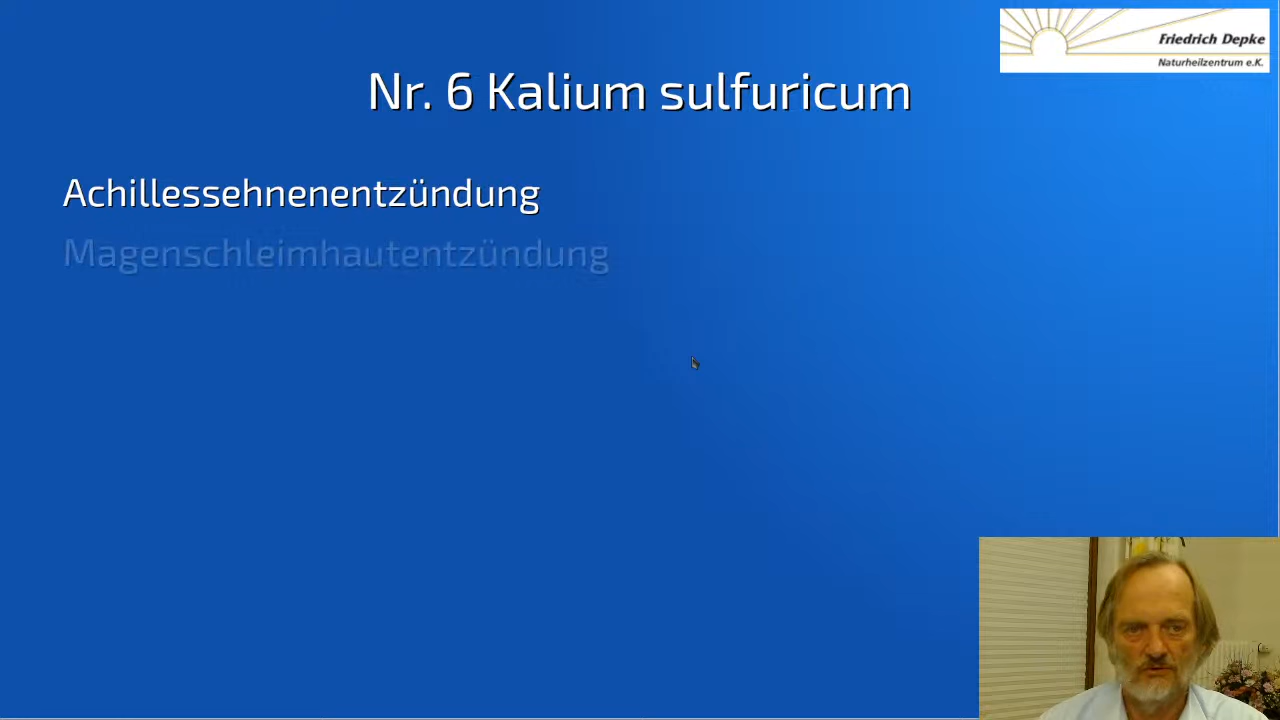 Friedrich Depke
Naturheilzentrum e.K.
Nr. 6 Kalium sulfuricum
Achillessehnenentzündung
Magenschleimhautentzündung